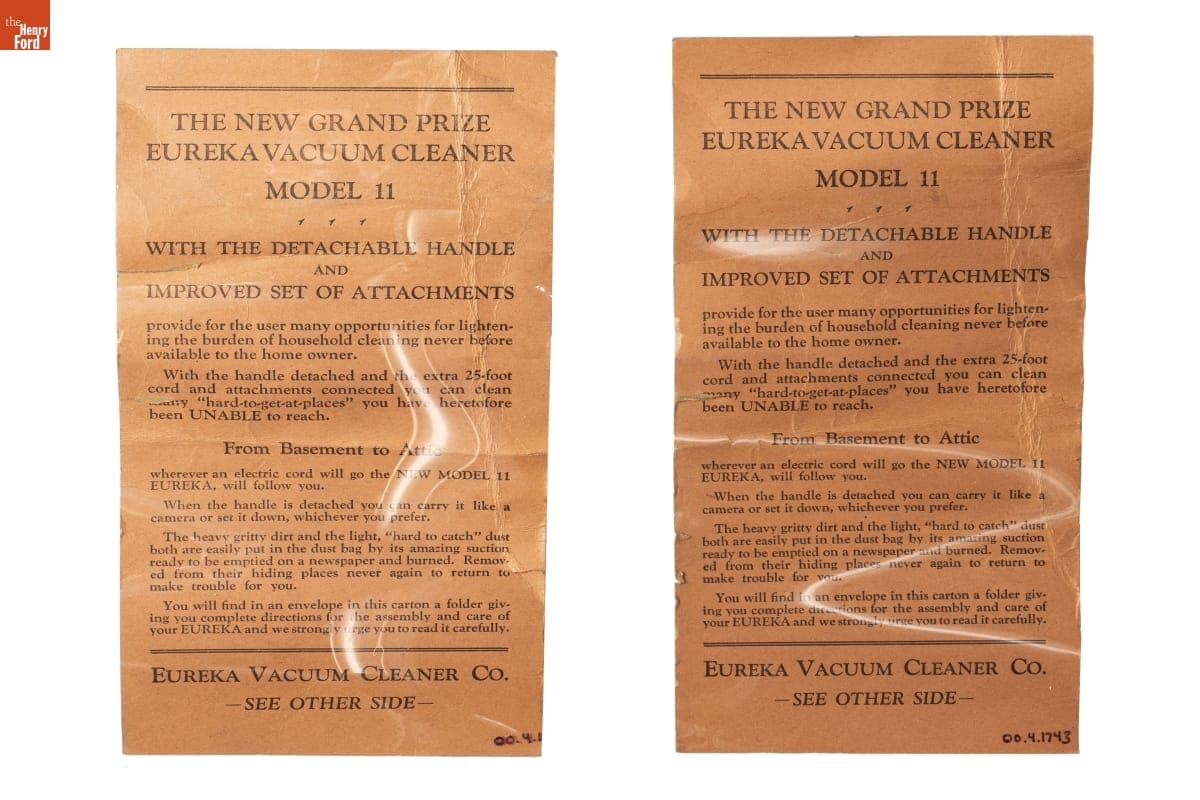 the
Henry
Ford
THE NEW GRAND PRIZE
EUREKA VACUUM CLEANER
MODEL 11
WITH THE DETACHABLE HANDLE
AND
IMPROVED SET OF ATTACHMENTS
provide for the user many opportunities for lighten-
ing the burden of household cleaning never before
available to the home owner.
With the handle detached and the extra 25-foot
cord and attachments connected you can clean
many "hard-to-get-at-places" you have heretofore
been UNABLE to reach.
From Basement to Attic
wherever an electric cord will go the NEW MODEL 11
EUREKA, will follow you.
When the handle is detached you can carry it like a
camera or set it down, whichever you prefer.
The heavy gritty dirt and the light, "hard to catch" dust
both are easily put in the dust bag by its amazing suction
ready to be emptied on a newspaper and burned. Remov-
ed from their hiding places never again to return to
make trouble for you.
You will find in an envelope in this carton a folder giv-
ing you complete directions for the assembly and care of
your EUREKA and we strongly urge you to read it carefully.
EUREKA VACUUM CLEANER CO.
—SEE OTHER SIDE—
00.4.1
THE NEW GRAND PRIZE
EUREKA VACUUM CLEANER
MODEL 11
WITH THE DETACHABLE HANDLE
AND
IMPROVED SET OF ATTACHMENTS
provide for the user many opportunities for lighten-
ing the burden of household cleaning never before
available to the home owner.
With the handle detached and the extra 25-foot
cord and attachments connected you can clean
many "hard-to-get-at-places" you have heretofore
been UNABLE to reach.
From Basement to Attic
wherever an electric cord will go the NEW MODEL 11
EUREKA, will follow you.
When the handle is detached you can carry it like a
camera or set it down, whichever you prefer.
The heavy gritty dirt and the light, "hard to catch" dust
both are easily put in the dust bag by its amazing suction
ready to be emptied on a newspaper and burned. Remov-
ed from their hiding places never again to return to
make trouble for you.
You will find in an envelope in this carton a folder giv-
ing you complete directions for the assembly and care of
your EUREKA and we strongly urge you to read it carefully.
EUREKA VACUUM CLEANER CO.
—SEE OTHER SIDE—
00.4.1743